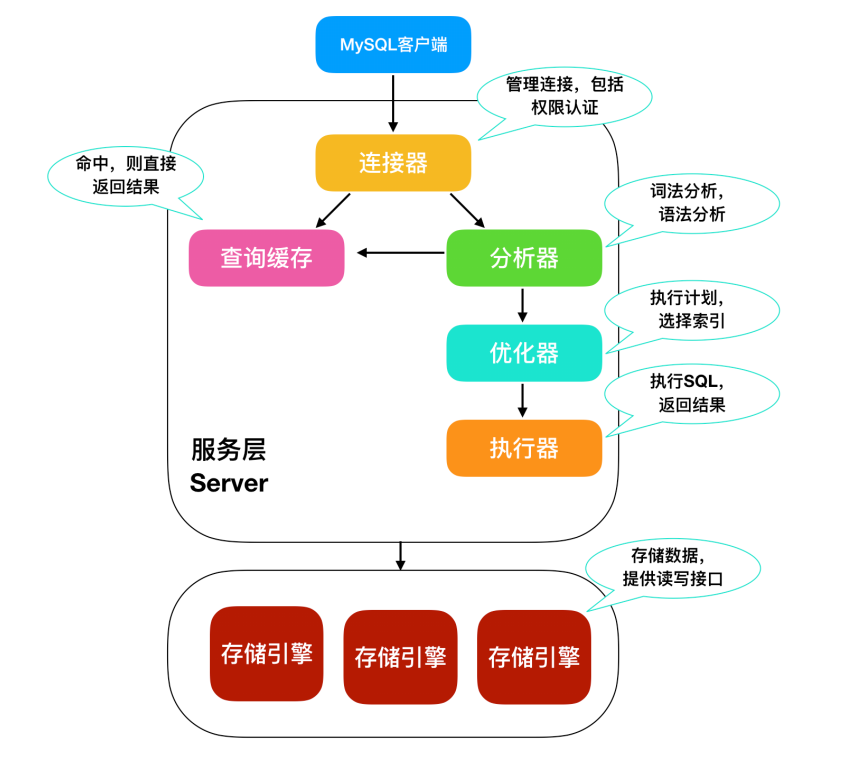 MySQL客户端
管理连接，包括
权限认证
连接器
命中，则直接
返回结果
词法分析，
语法分析
查询缓存
分析器
执行计划，
选择索引
优化器
执行SQL，
返回结果
执行器
服务层
Server
存储数据，
提供读写接口
存储引擎
存储引擎
存储引擎